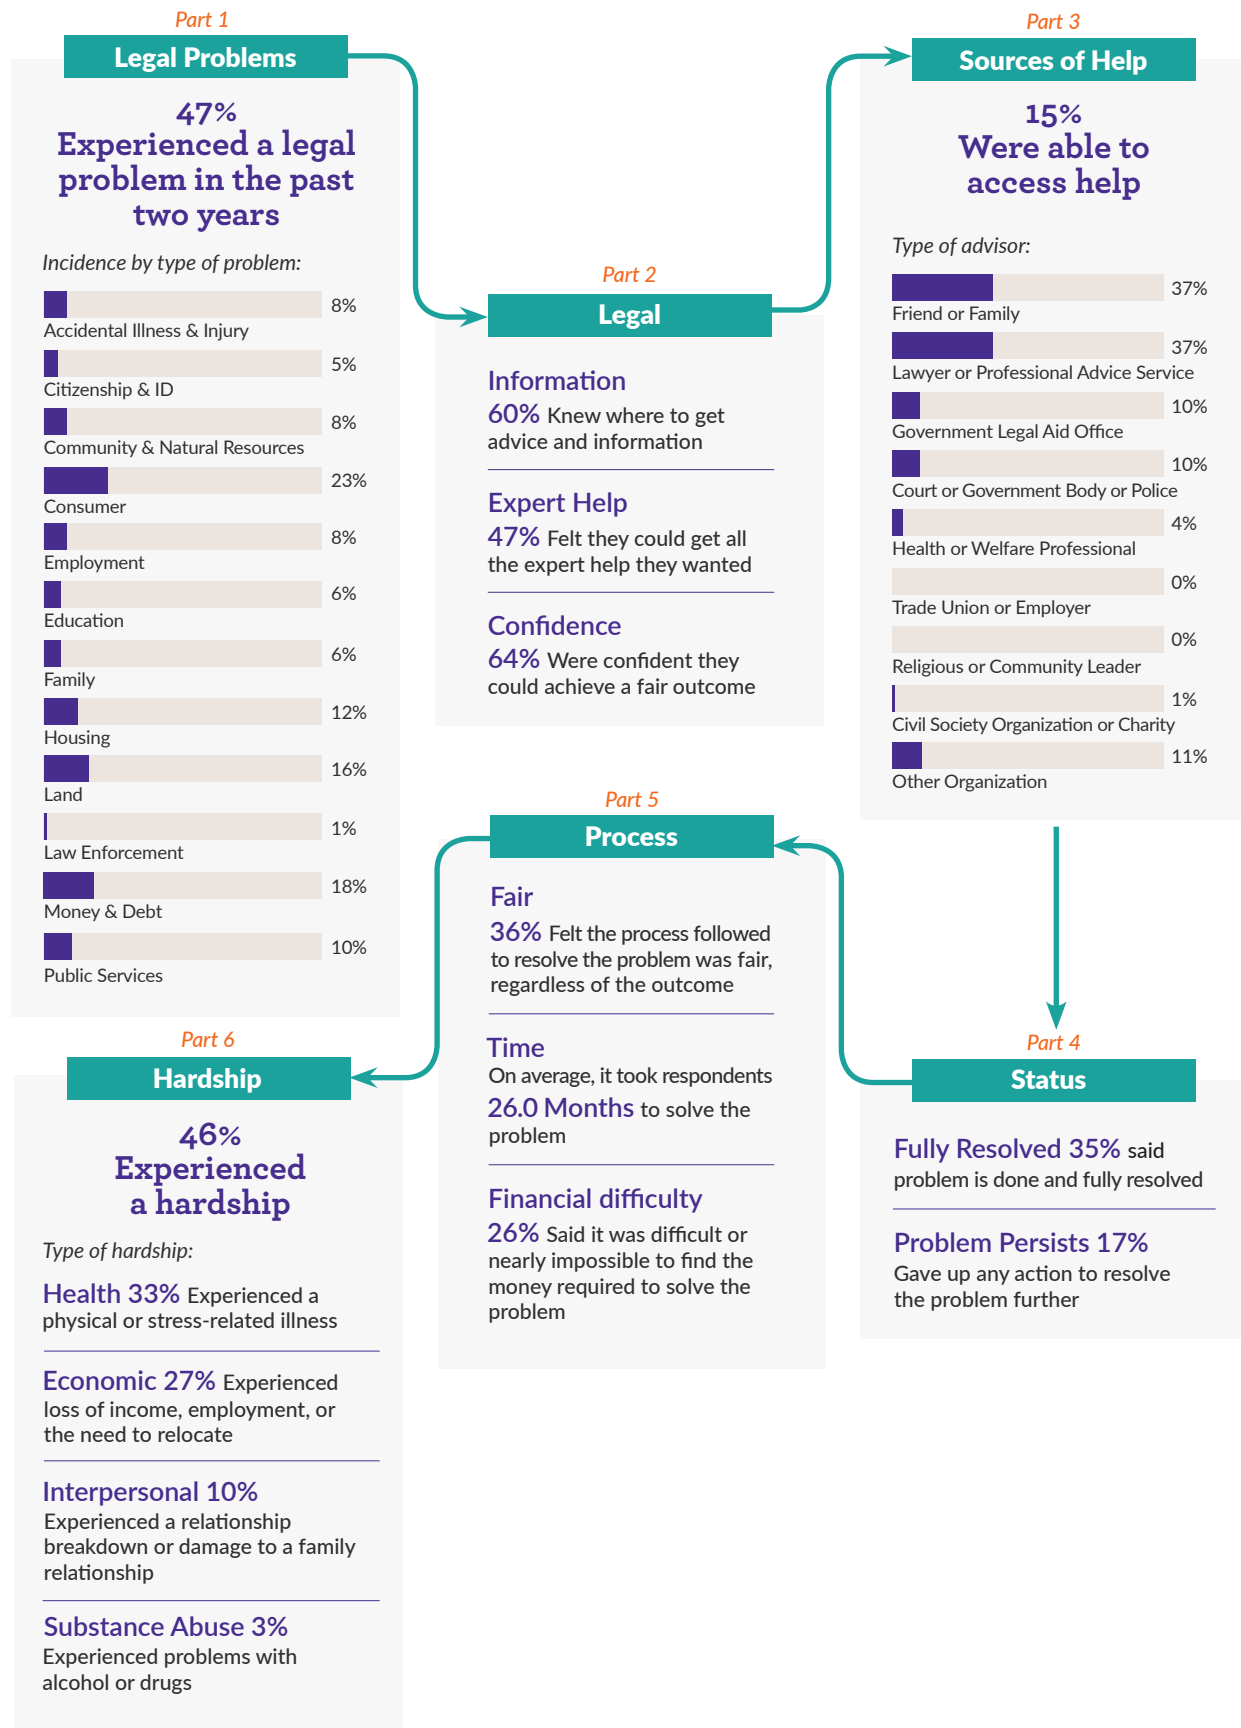 Part 1
Legal Problems
47%
Experienced a legal
problem in the past
two years
Incidence by type of problem:
8%
Accidental Illness & Injury
5%
Citizenship & ID
8%
Community & Natural Resources
23%
Consumer
8%
Employment
6%
Education
6%
Family
12%
Housing
16%
Land
1%
Law Enforcement
18%
Money & Debt
10%
Public Services
Part 2
Legal
Information
60% Knew where to get
advice and information
Expert Help
47% Felt they could get all
the expert help they wanted
Confidence
64% Were confident they
could achieve a fair outcome
Part 3
Sources of Help
15%
Were able to
access help
Type of advisor:
37%
Friend or Family
37%
Lawyer or Professional Advice Service
10%
Government Legal Aid Office
10%
Court or Government Body or Police
4%
Health or Welfare Professional
0%
Trade Union or Employer
0%
Religious or Community Leader
1%
Civil Society Organization or Charity
11%
Other Organization
Part 4
Status
Fully Resolved 35% said
problem is done and fully resolved
Problem Persists 17%
Gave up any action to resolve
the problem further
Part 5
Process
Fair
36% Felt the process followed
to resolve the problem was fair,
regardless of the outcome
Time
On average, it took respondents
26.0 Months to solve the
problem
Financial difficulty
26% Said it was difficult or
nearly impossible to find the
money required to solve the
problem
Part 6
Hardship
46%
Experienced
a hardship
Type of hardship:
Health 33% Experienced a
physical or stress-related illness
Economic 27% Experienced
loss of income, employment, or
the need to relocate
Interpersonal 10%
Experienced a relationship
breakdown or damage to a family
relationship
Substance Abuse 3%
Experienced problems with
alcohol or drugs